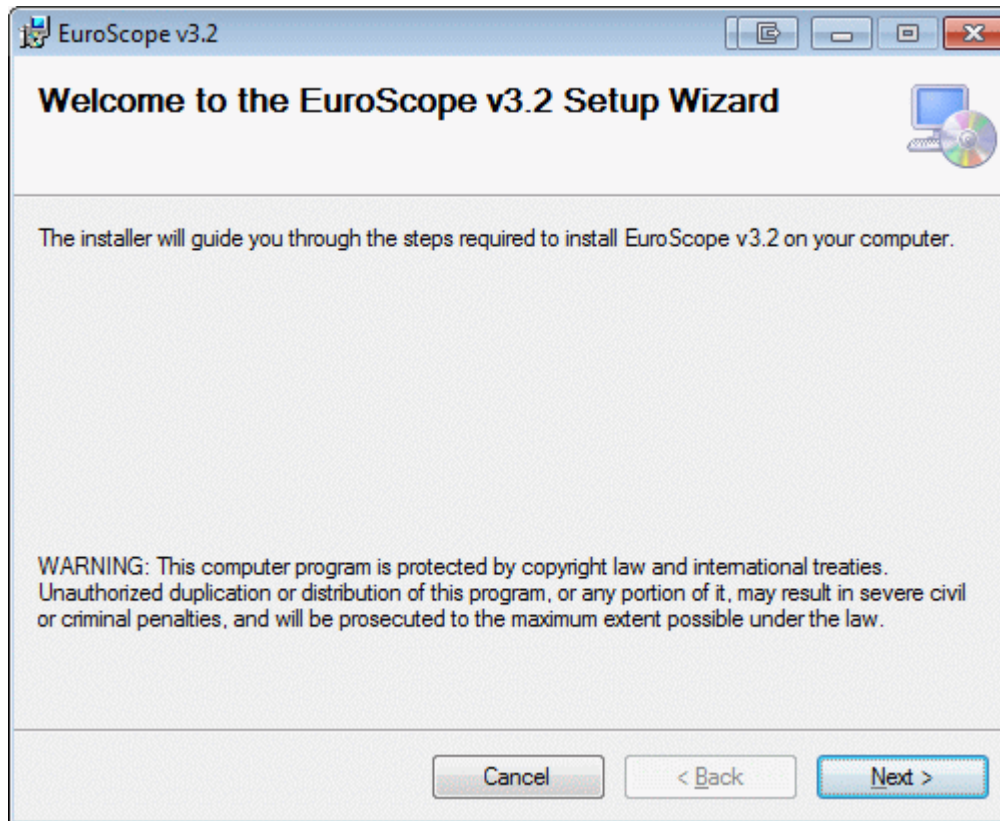 EuroScope v3.2
Welcome to the EuroScope v3.2 Setup Wizard
The installer will guide you through the steps required to install EuroScope v3.2 on your computer.
WARNING: This computer program is protected by copyright law and international treaties.
Unauthorized duplication or distribution of this program, or any portion of it, may result in severe civil
or criminal penalties, and will be prosecuted to the maximum extent possible under the law.
Cancel
< Back
Next >